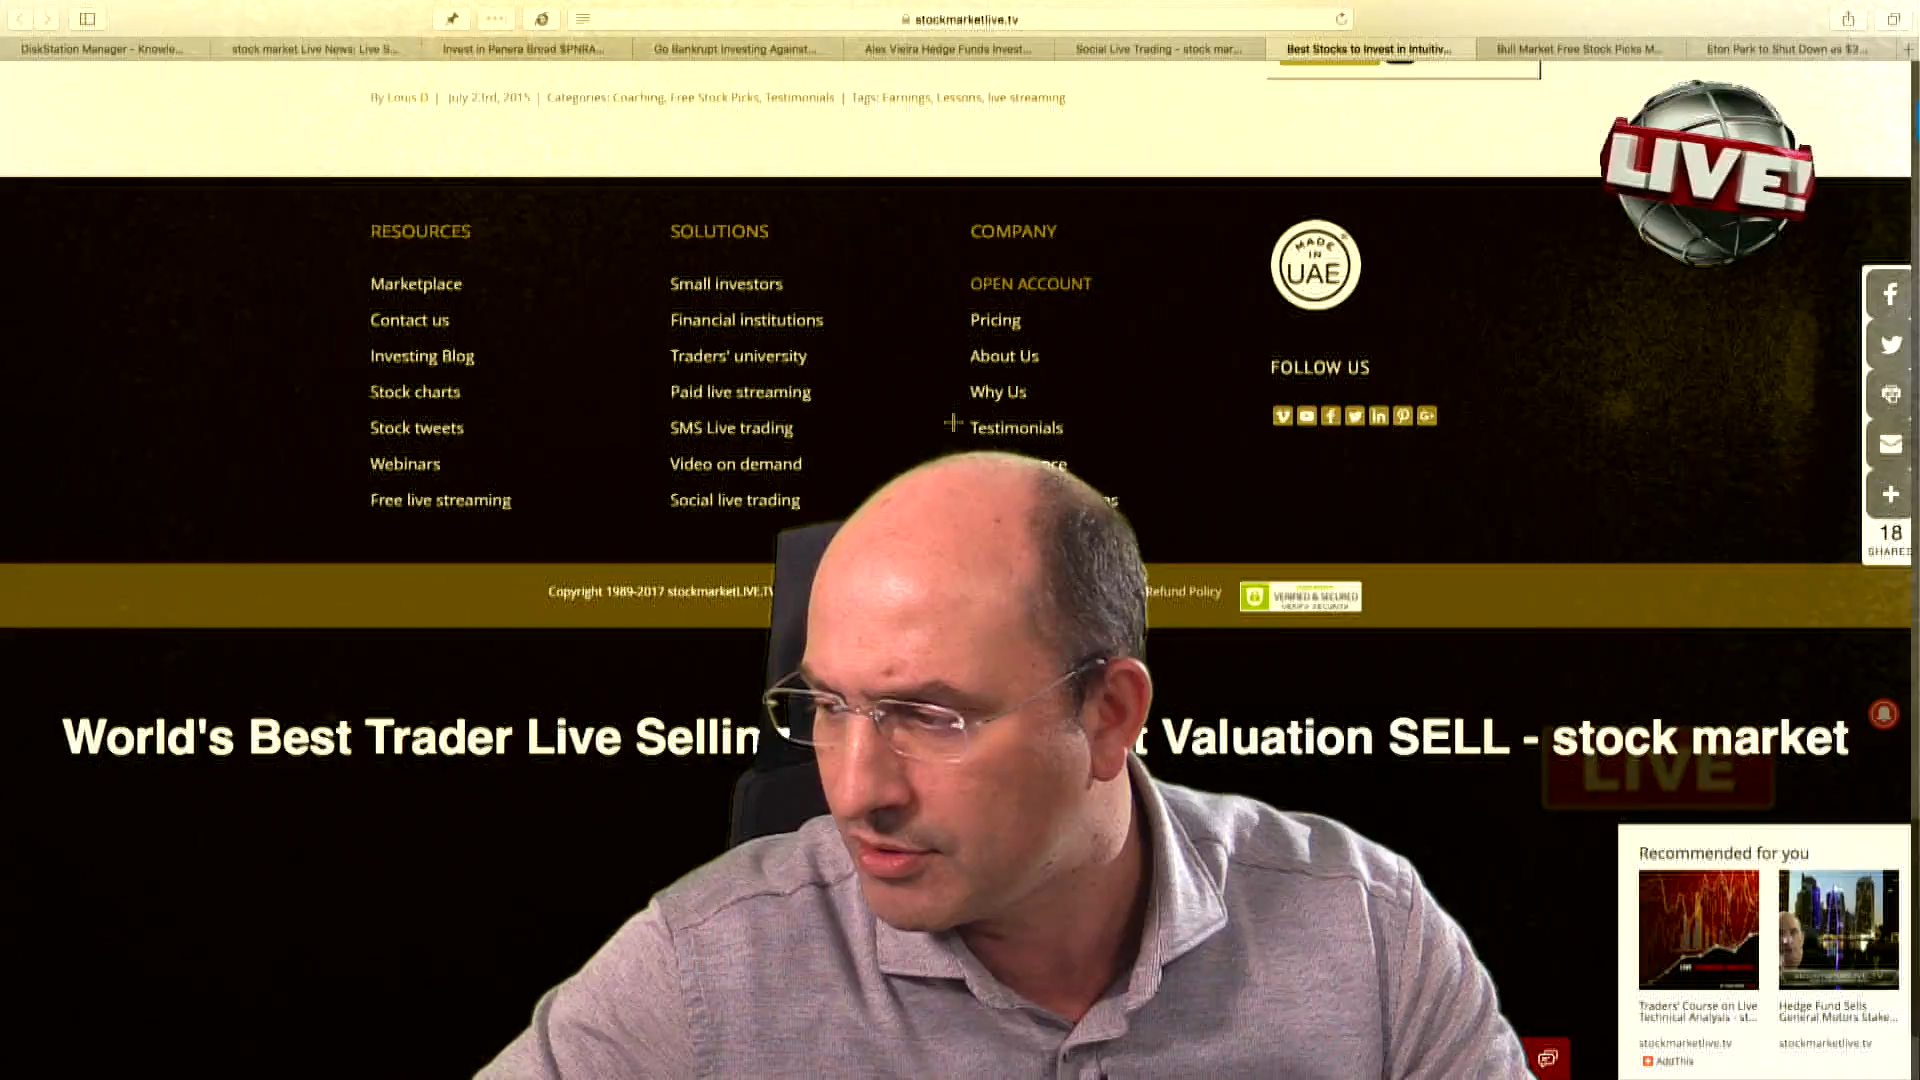 stockmarketlive.tv
DiskStation Manager - Knowle...
stock market Live News: Live S...
Invest in Panera Bread $PNRA...
Go Bankrupt Investing Against...
Alex Vieira Hedge Funds Invest...
Social Live Trading - stock mar...
Best Stocks to Invest in Intuitiv...
Bull Market Free Stock Picks M...
Eton Park to Shut Down as $3...
By Louis D | July 23rd, 2015 | Categories: Coaching, Free Stock Picks, Testimonials | Tags: Earnings, Lessons, live streaming
LIVE!
RESOURCES
Marketplace
Contact us
Investing Blog
Stock charts
Stock tweets
Webinars
Free live streaming
SOLUTIONS
Small investors
Financial institutions
Traders' university
Paid live streaming
SMS Live trading
Video on demand
Social live trading
COMPANY
OPEN ACCOUNT
Pricing
About Us
Why Us
Testimonials
MADE
IN
UAE
FOLLOW US
18
SHARES
Copyright 1989-2017 stockmarketLIVE.TV
Refund Policy
VERIFIED & SECURED
VERIFY SECURITY
World's Best Trader Live Sellin t Valuation SELL - stock market
LIVE
Recommended for you
Traders' Course on Live
Technical Analysis - st...
stockmarketlive.tv
Hedge Fund Sells
General Motors Stake...
stockmarketlive.tv
AddThis